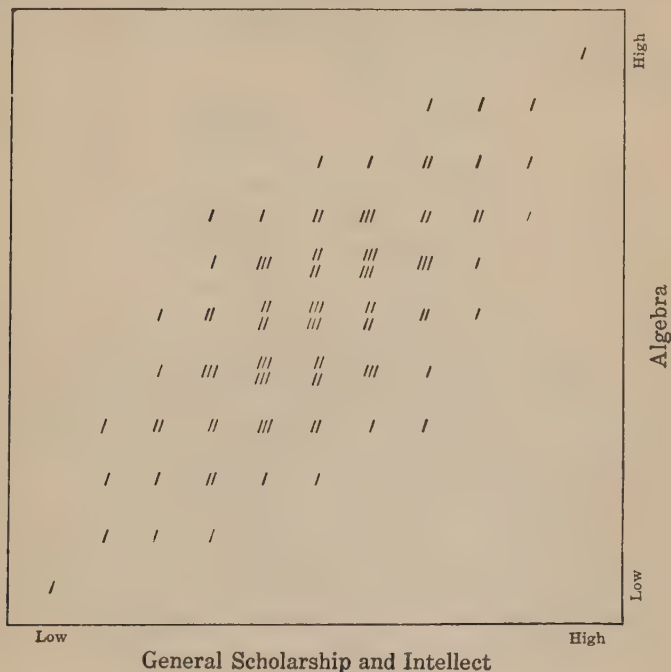 High
Algebra
Low
Low
High
General Scholarship and Intellect